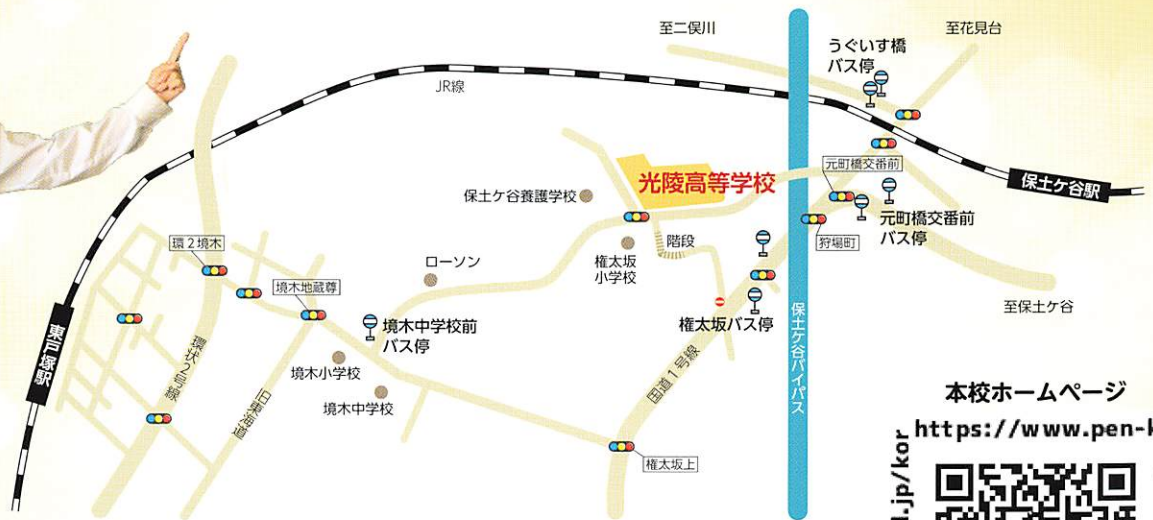 至二俣川
至花見台
うぐいす橋
バス停
JR線
光陵高等学校
元町橋交番前
保土ケ谷駅
保土ケ谷養護学校
元町橋交番前
バス停
狩場町
階段
権太坂
小学校
環2境木
ローソン
境木地蔵尊
至保土ケ谷
権太坂バス停
境木中学校前
バス停
東戸塚駅
環状2号線
旧東海道
境木小学校
境木中学校
国道1号線
保土ケ谷バイパス
権太坂上
本校ホームページ
https://www.pen-k
l.jp/kor